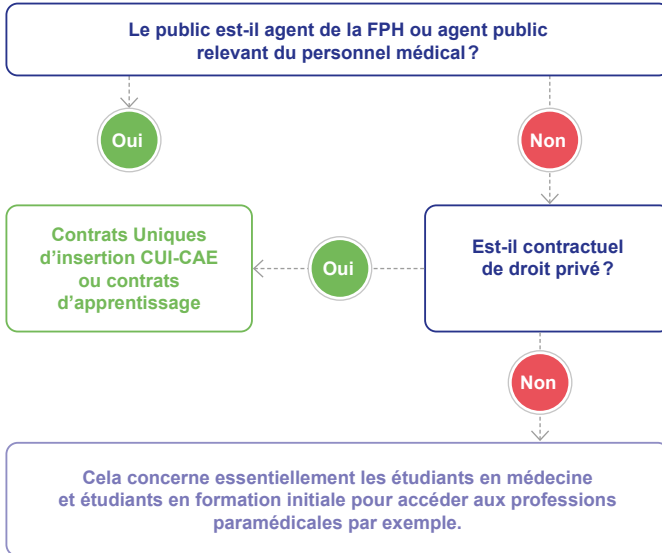 Le public est-il agent de la FPH ou agent public
relevant du personnel médical ?
Oui
Non
Contrats Uniques
d’insertion CUI-CAE
ou contrats
d’apprentissage
Oui
Est-il contractuel
de droit privé ?
Non
Cela concerne essentiellement les étudiants en médecine
et étudiants en formation initiale pour accéder aux professions
paramédicales par exemple.